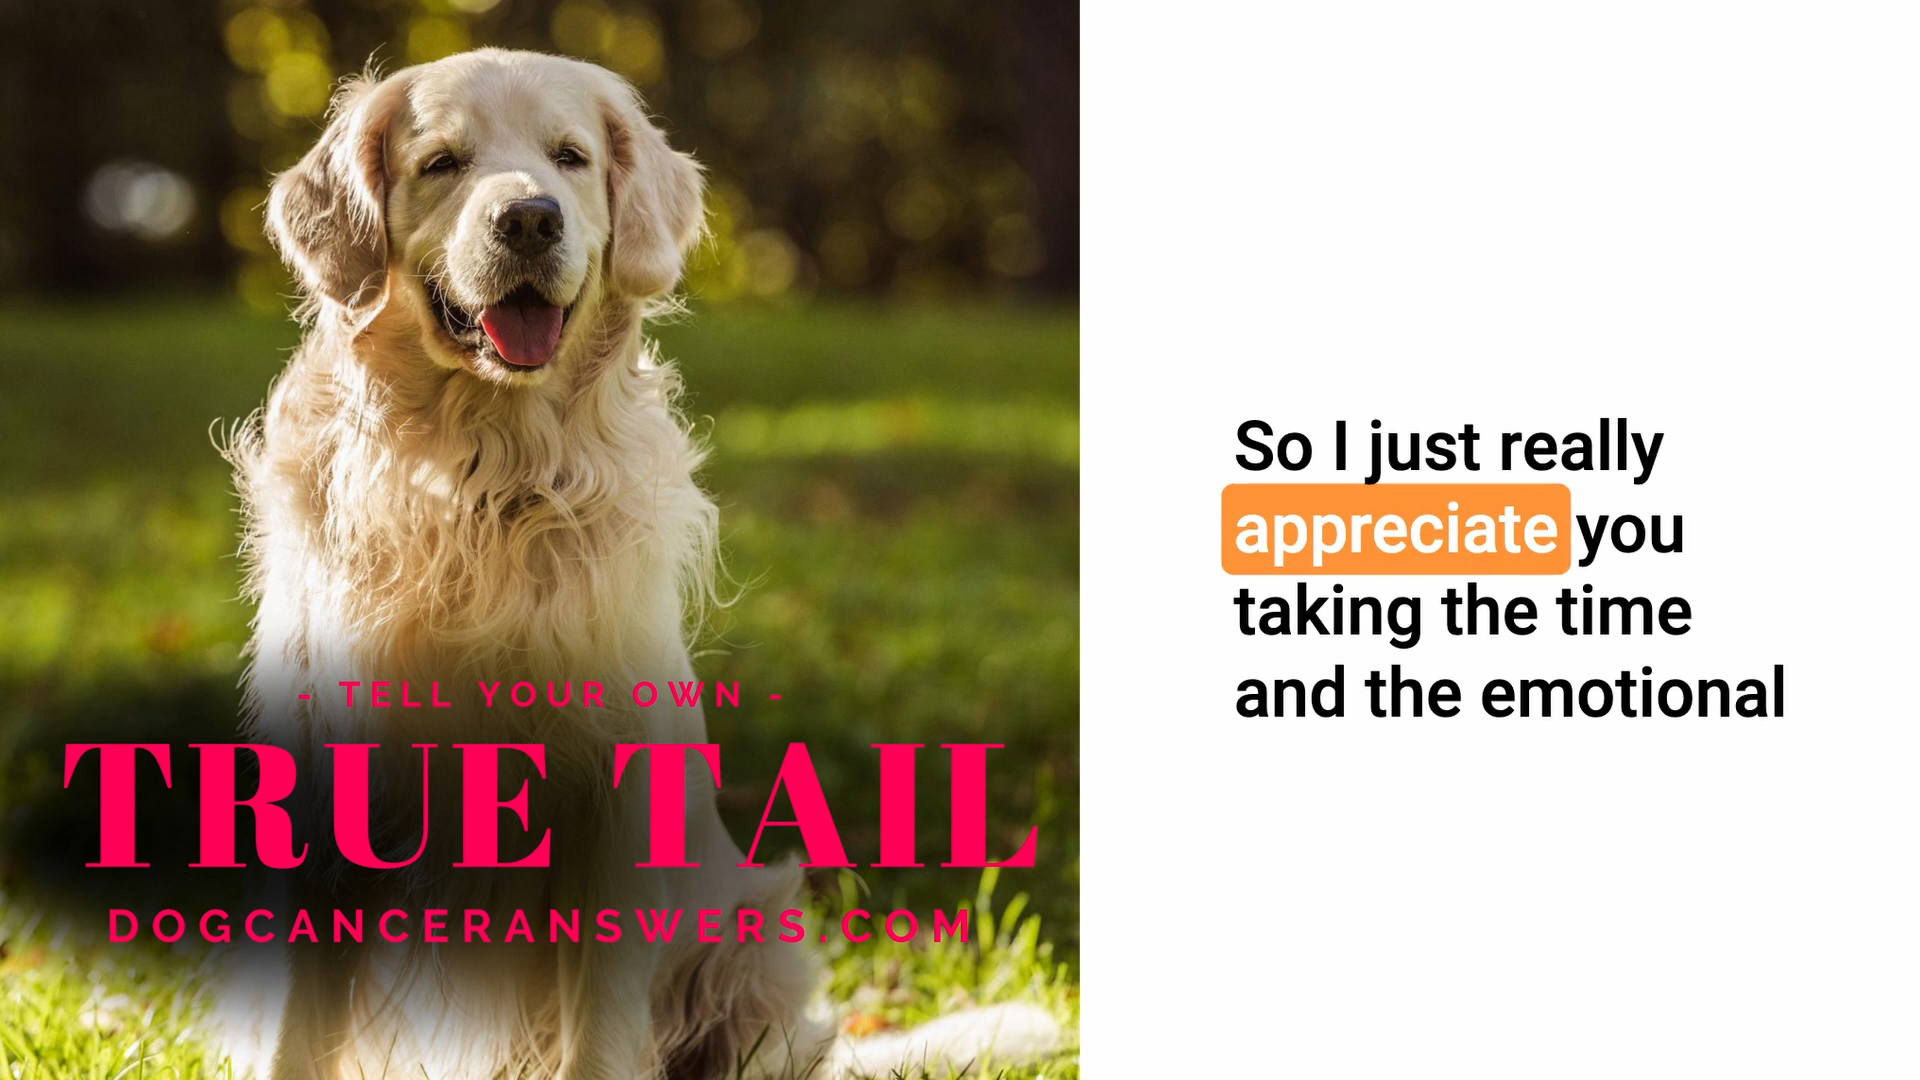 - TELL YOUR OWN -
TRUE TAIL
DOGCANCERANSWERS.COM
So I just really
appreciate you
taking the time
and the emotional